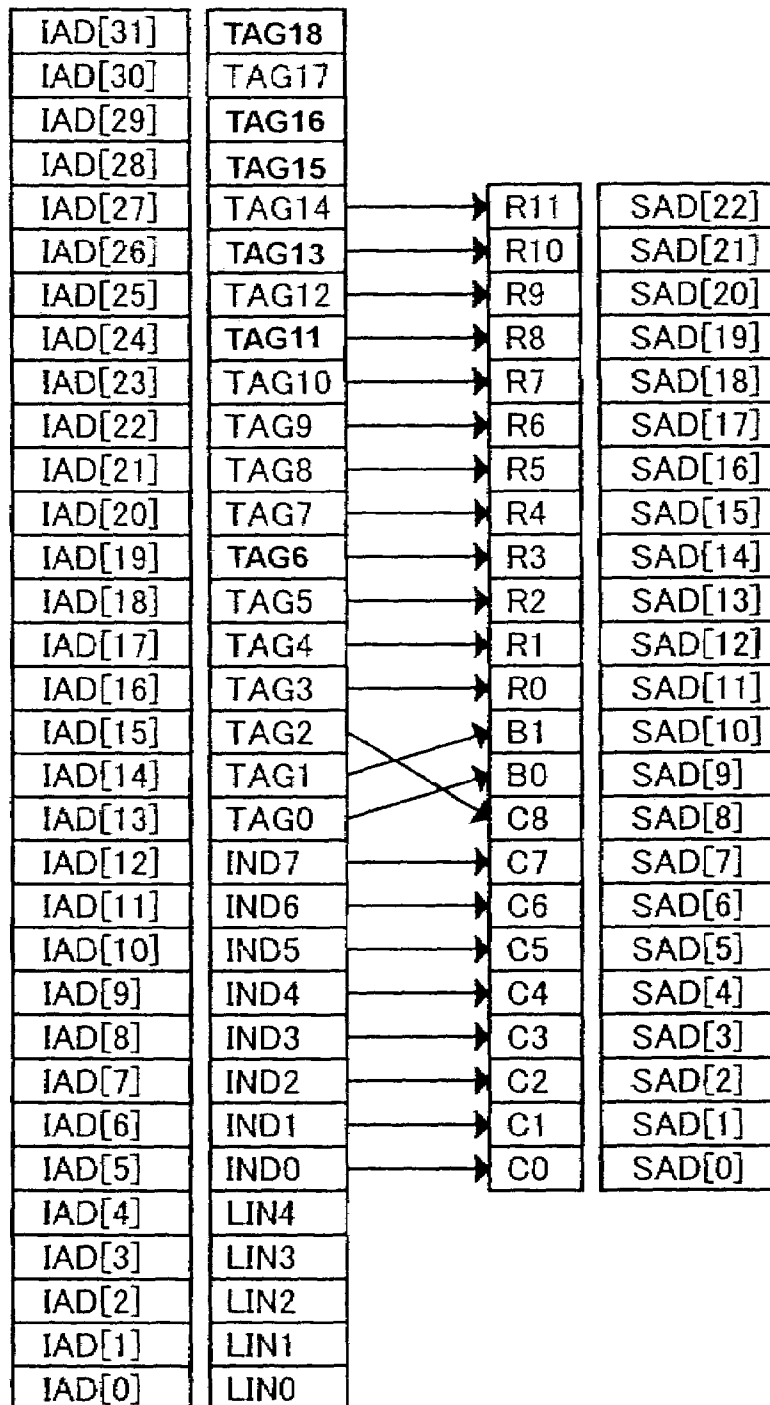 IAD[31] TAG18
IAD[30] TAG17
IAD[29] TAG16
IAD[28] TAG15
IAD[27] TAG14 R11 SAD[22]
IAD[26] TAG13 R10 SAD[21]
IAD[25] TAG12 R9 SAD[20]
IAD[24] TAG11 R8 SAD[19]
IAD[23] TAG10 R7 SAD[18]
IAD[22] TAG9 R6 SAD[17]
IAD[21] TAG8 R5 SAD[16]
IAD[20] TAG7 R4 SAD[15]
IAD[19] TAG6 R3 SAD[14]
IAD[18] TAG5 R2 SAD[13]
IAD[17] TAG4 R1 SAD[12]
IAD[16] TAG3 R0 SAD[11]
IAD[15] TAG2 B1 SAD[10]
IAD[14] TAG1 B0 SAD[9]
IAD[13] TAG0 C8 SAD[8]
IAD[12] IND7 C7 SAD[7]
IAD[11] IND6 C6 SAD[6]
IAD[10] IND5 C5 SAD[5]
IAD[9] IND4 C4 SAD[4]
IAD[8] IND3 C3 SAD[3]
IAD[7] IND2 C2 SAD[2]
IAD[6] IND1 C1 SAD[1]
IAD[5] IND0 C0 SAD[0]
IAD[4] LIN4
IAD[3] LIN3
IAD[2] LIN2
IAD[1] LIN1
IAD[0] LIN0